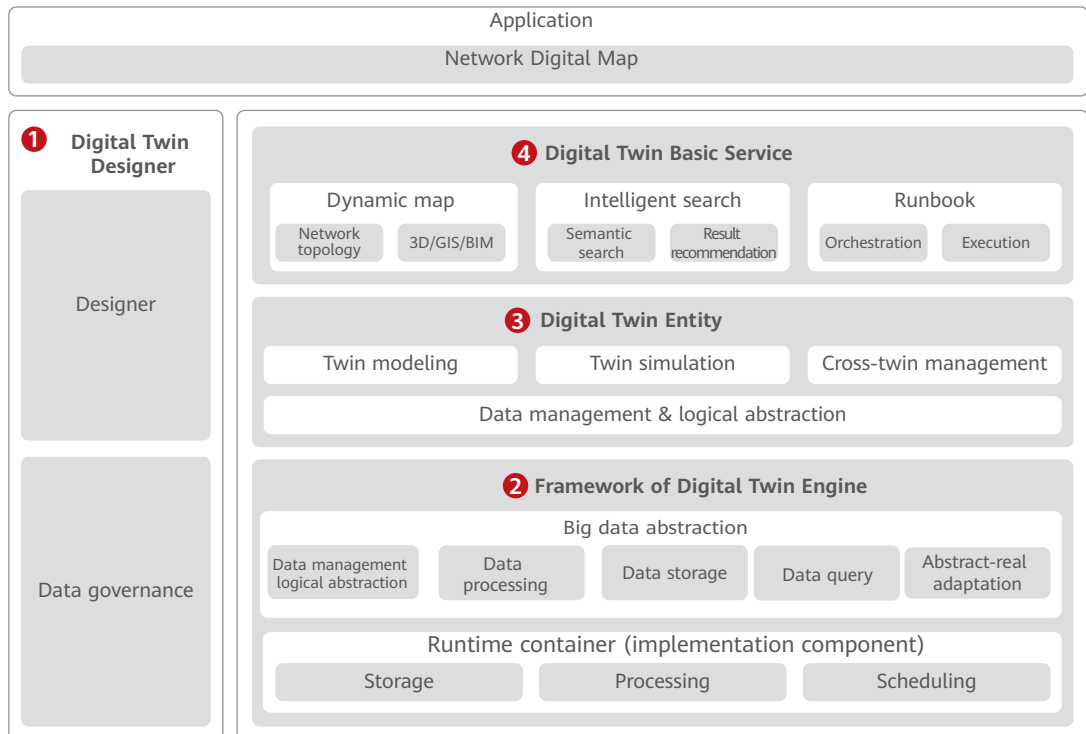 Application
Network Digital Map
1
Digital Twin
Designer
Designer
Data governance
4 Digital Twin Basic Service
Dynamic map
Network
topology
3D/GIS/BIM
Intelligent search
Semantic
search
Result
recommendation
Runbook
Orchestration
Execution
3 Digital Twin Entity
Twin modeling
Twin simulation
Cross-twin management
Data management & logical abstraction
2 Framework of Digital Twin Engine
Big data abstraction
Data management
logical abstraction
Data
processing
Data storage
Data query
Abstract-real
adaptation
Runtime container (implementation component)
Storage
Processing
Scheduling